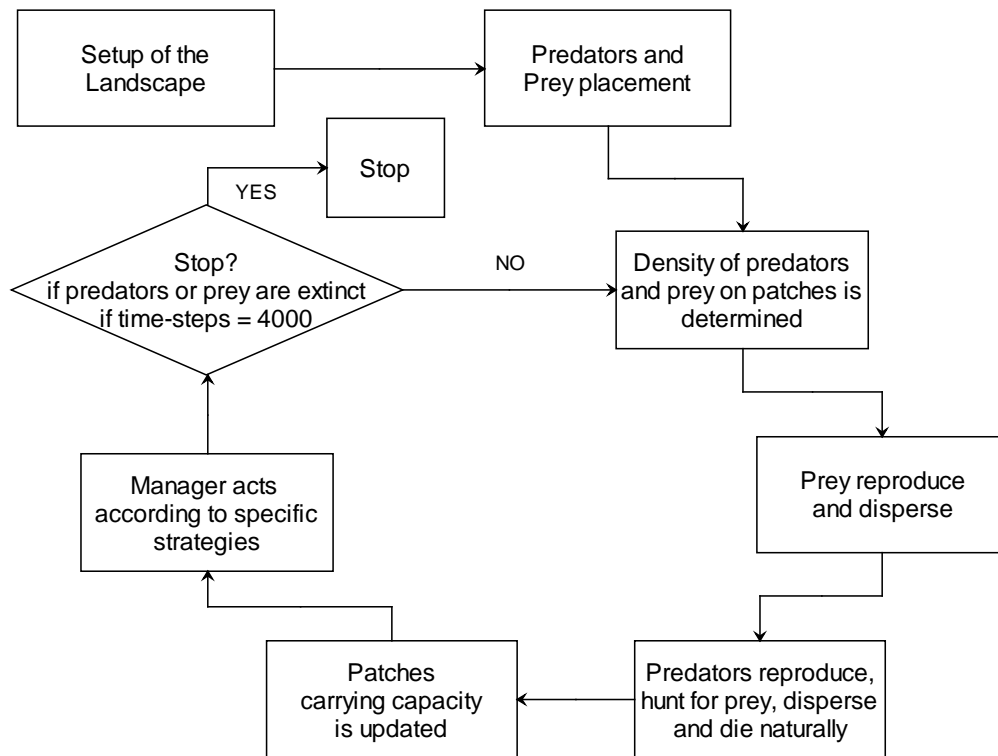 Setup of the
Landscape
Predators and
Prey placement
Stop
YES
Stop?
if predators or prey are extinct
if time-steps = 4000
NO
Density of predators
and prey on patches is
determined
Prey reproduce
and disperse
Manager acts
according to specific
strategies
Patches
carrying capacity
is updated
Predators reproduce,
hunt for prey, disperse
and die naturally